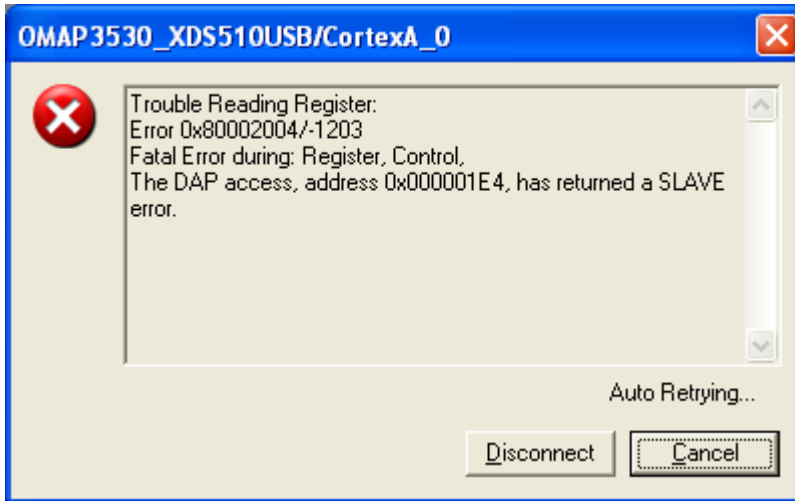 OMAP3530_XDS510USB/CortexA_0
Trouble Reading Register:
Error 0x80002004/-1203
Fatal Error during: Register, Control,
The DAP access, address 0x000001E4, has returned a SLAVE
error.
Auto Retrying...
Disconnect
Cancel